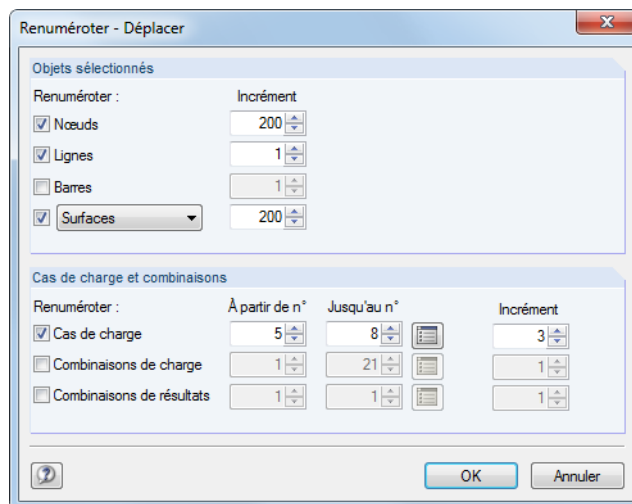 Renuméroter - Déplacer
Objets sélectionnés
Renuméroter : Incrément
Nœuds 200
Lignes 1
Barres 1
Surfaces 200
Cas de charge et combinaisons
Renuméroter : À partir de n° Jusqu'au n° Incrément
Cas de charge 5 8 3
Combinaisons de charge 1 21 1
Combinaisons de résultats 1 1 1
OK Annuler